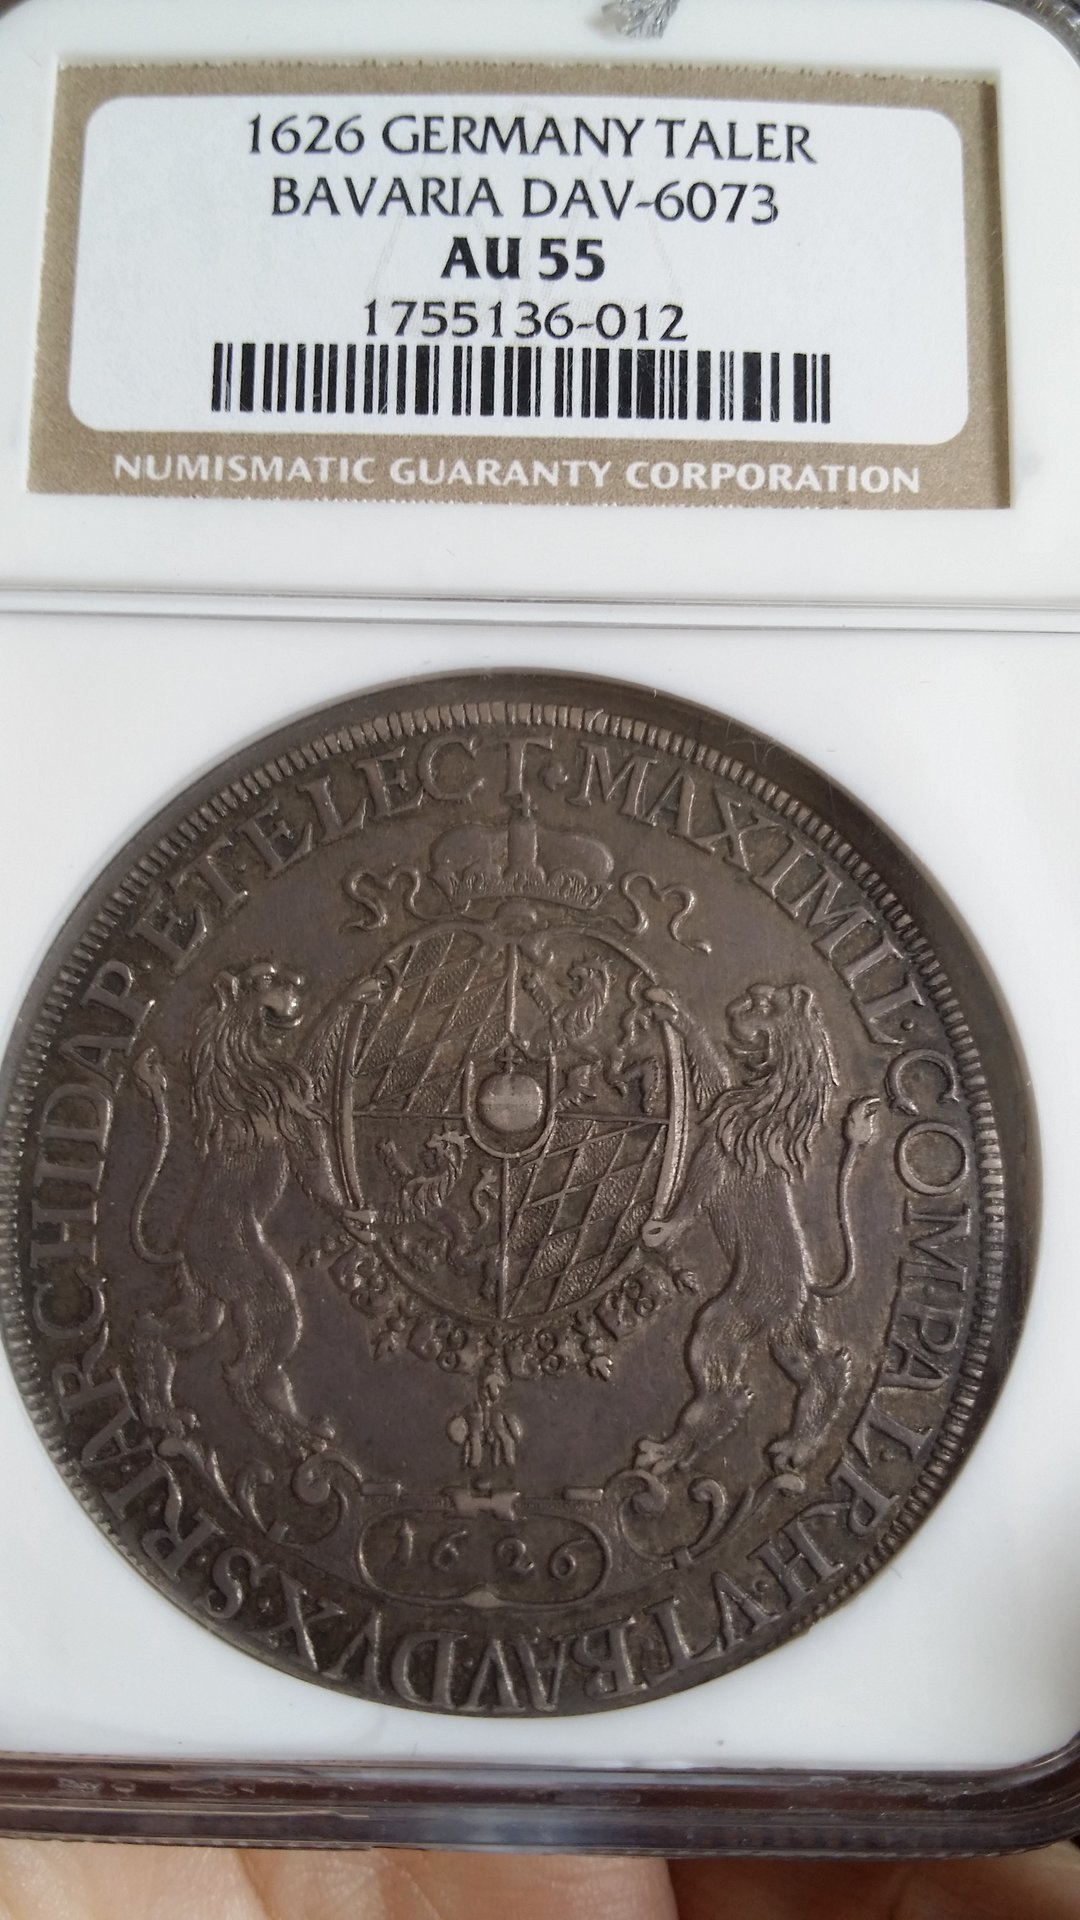 1626 GERMANY TALER
BAVARIA DAV-6073
AU 55
1755136-012
NUMISMATIC GUARANTY CORPORATION
MAXIMIL·COM·PAL·RH·VT·BAV·DVX·S·R·I·ARCHIDAP·ET·ELECT·
1626